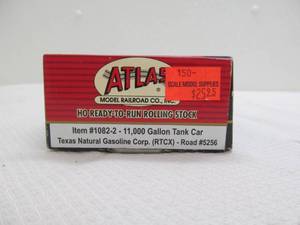 ATLAS
MODEL RAILROAD CO., INC.
150-
SCALE MODEL SUPPLIES
$25.95
HO READY-TO-RUN ROLLING STOCK
Item #1082-2 - 11,000 Gallon Tank Car
Texas Natural Gasoline Corp. (RTCX) - Road #5256